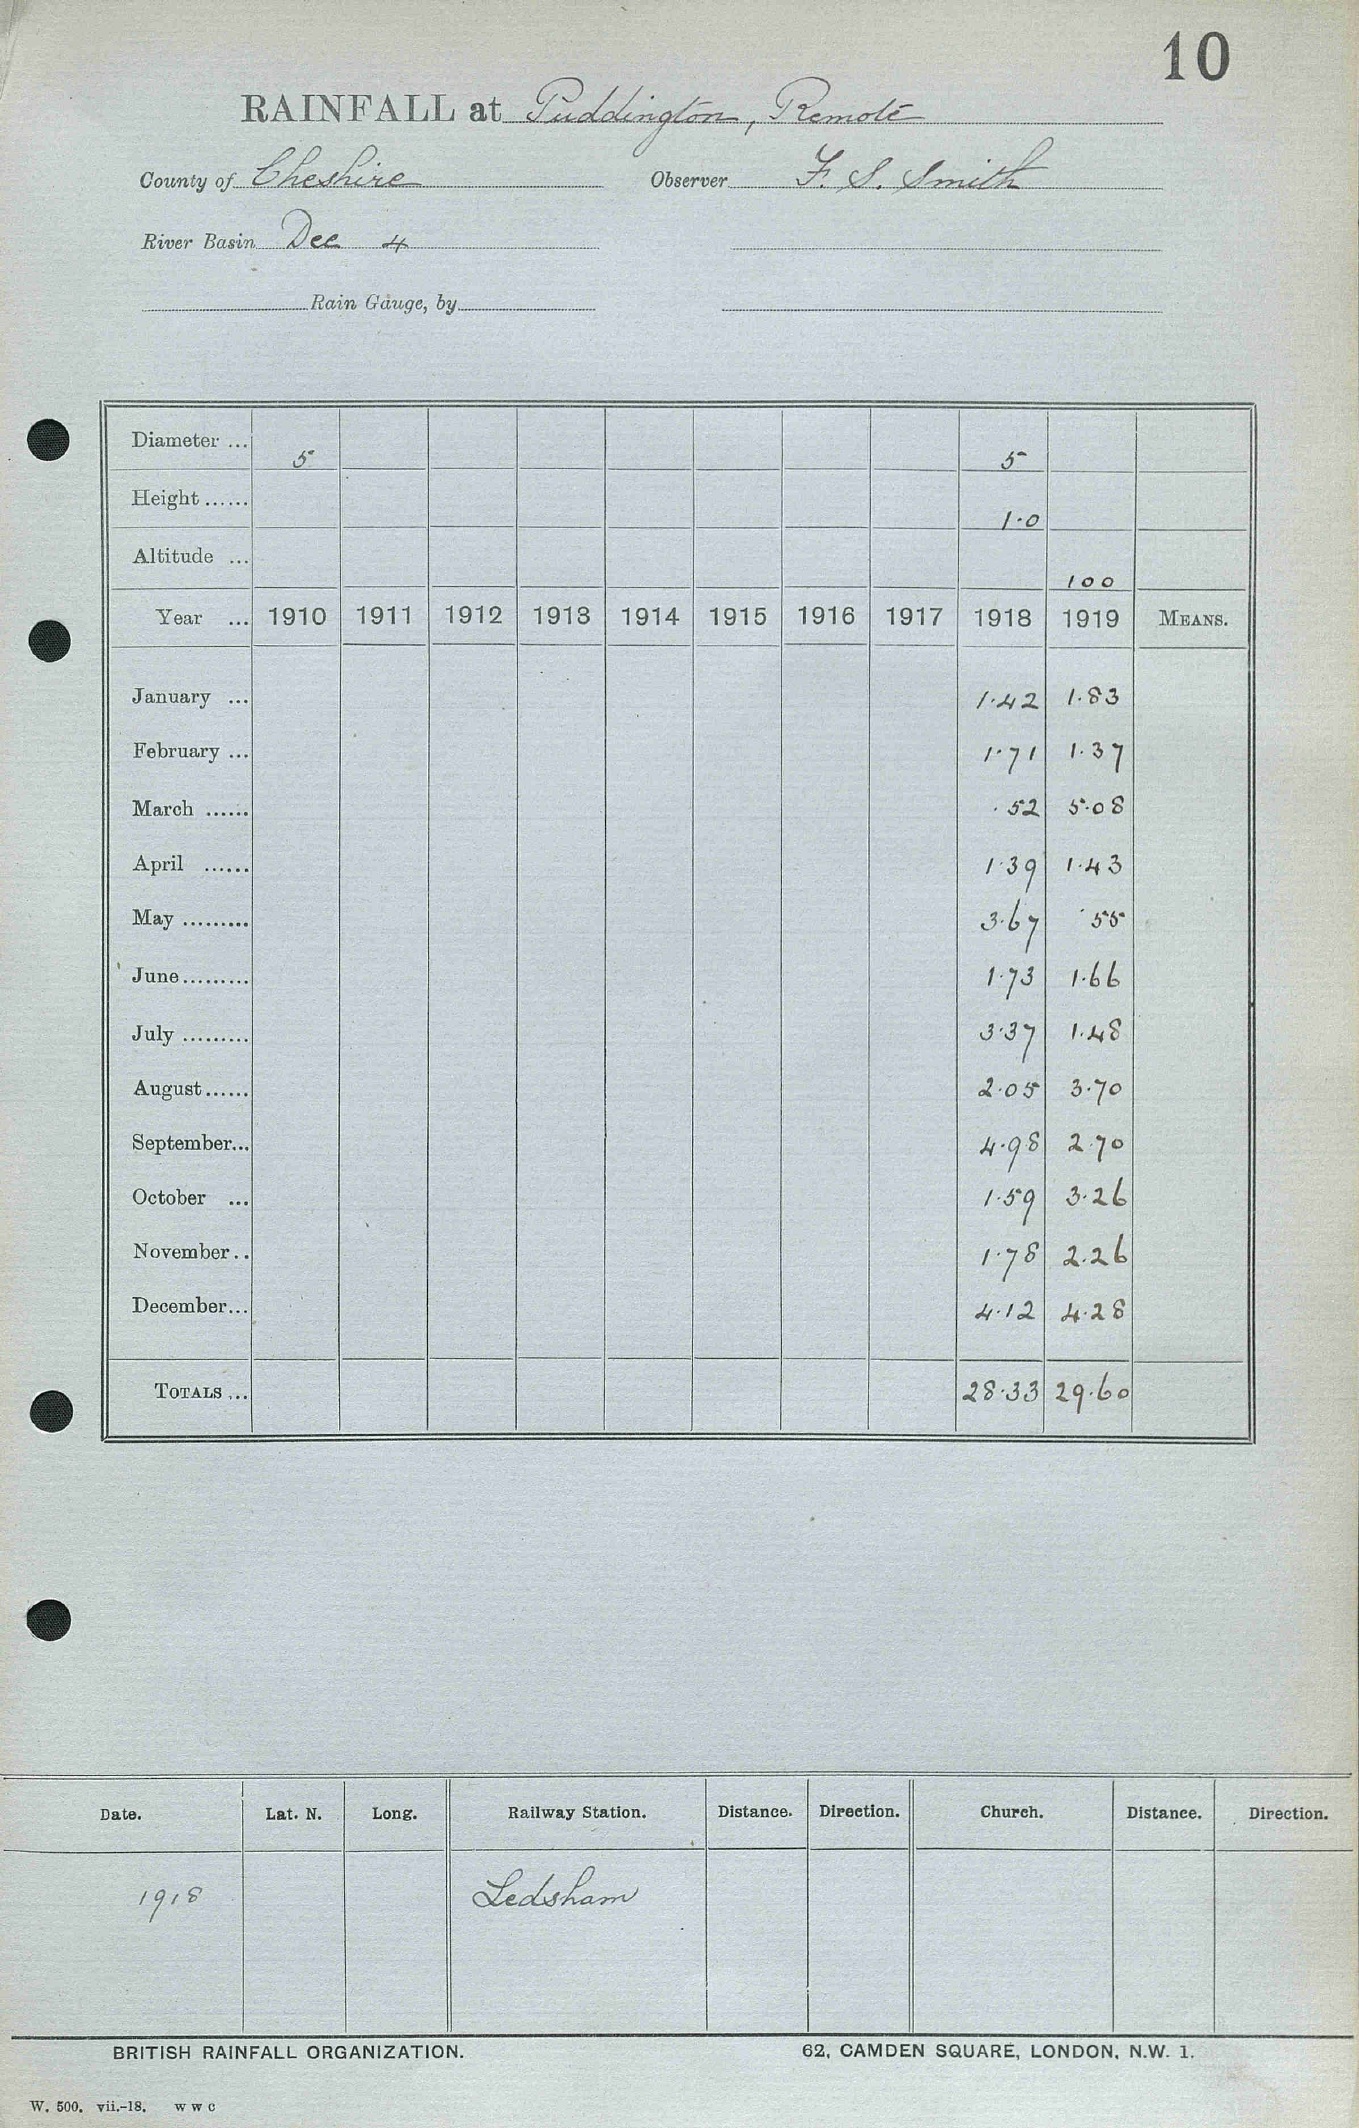 10
RAINFALL at Puddington, Remote
County of Cheshire Observer F. S. Smith
River Basin Dee 4
Rain Gauge, by
Diameter ... 5 5
Height ...... 1.0
Altitude ... 100
Year ... 1910 1911 1912 1913 1914 1915 1916 1917 1918 1919 MEANS.
January ... 1.42 1.83
February ... 1.71 1.37
March ...... .52 5.08
April ...... 1.39 1.43
May ......... 3.67 .55
June ......... 1.73 1.66
July ......... 3.37 1.48
August ...... 2.05 3.70
September... 4.98 2.70
October ... 1.59 3.26
November .. 1.78 2.26
December... 4.12 4.28
TOTALS ... 28.33 29.60
Date. Lat. N. Long. Railway Station. Distance. Direction. Church. Distance. Direction.
1918 Ledsham
BRITISH RAINFALL ORGANIZATION. 62, CAMDEN SQUARE, LONDON, N.W. 1.
W. 500. vii.-18. w w c